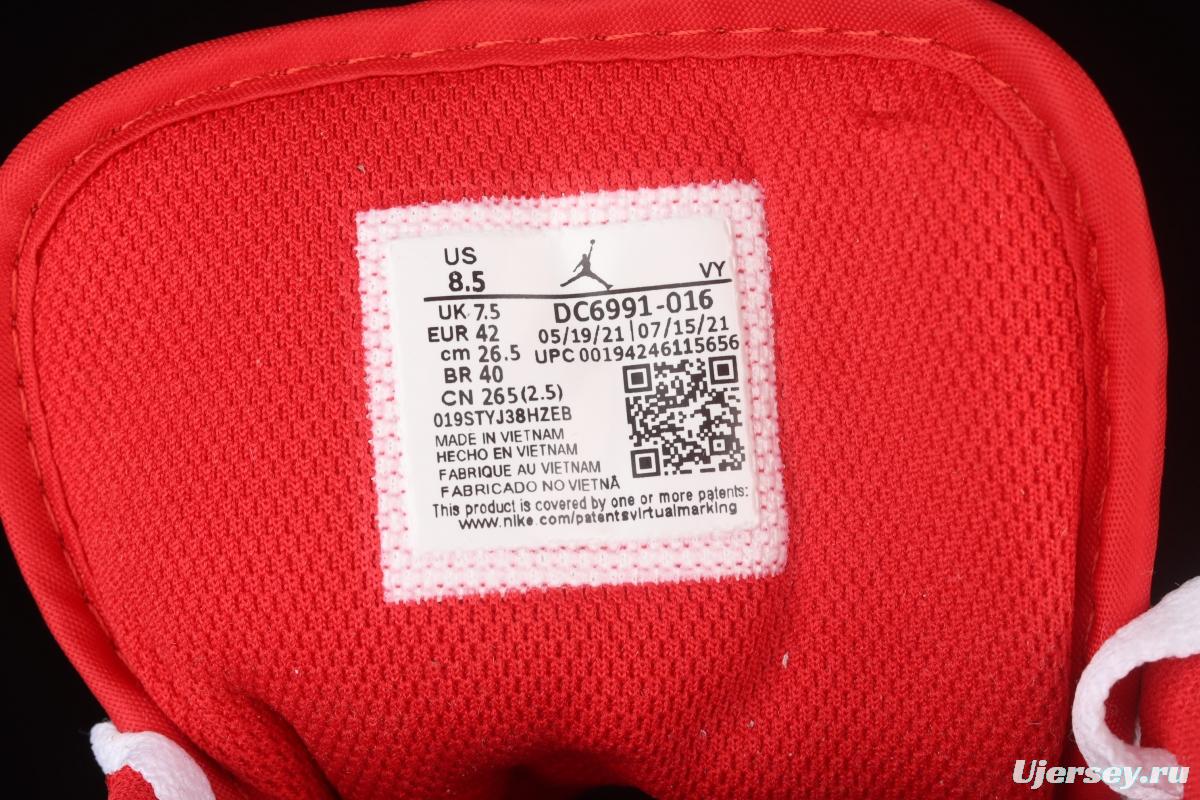 US
8.5
VY
UK 7.5
DC6991-016
EUR 42
05/19/21|07/15/21
cm 26.5
UPC 00194246115656
BR 40
CN 265(2.5)
019STYJ38HZEB
MADE IN VIETNAM
HECHO EN VIETNAM
FABRIQUE AU VIETNAM
FABRICADO NO VIETNÃ
This product is covered by one or more patents:
www.nike.com/patentsvirtualmarking
Ujersey.ru